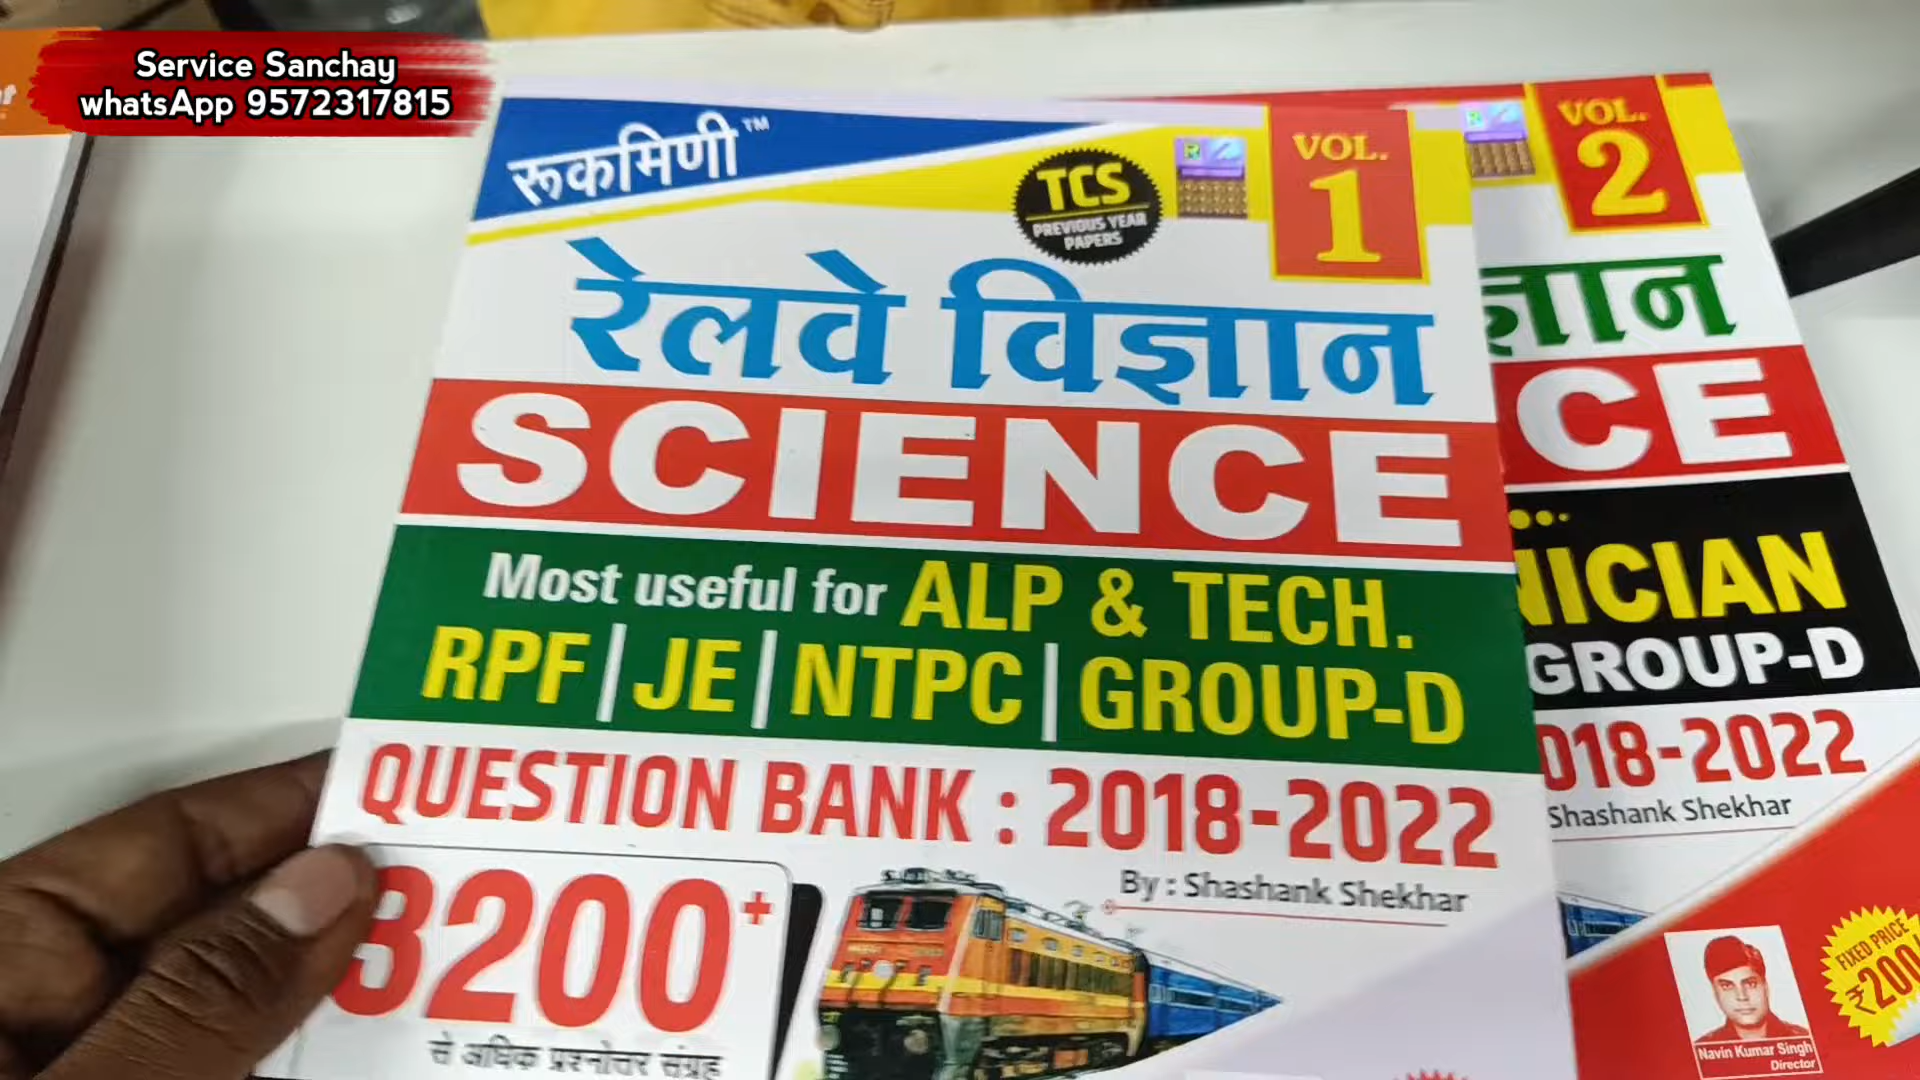 Service Sanchay
whatsApp 9572317815
रूकमिणी™
TCS
PREVIOUS YEAR
PAPERS
VOL.
1
रेलवे विज्ञान
SCIENCE
Most useful for ALP & TECH.
RPF | JE | NTPC | GROUP-D
QUESTION BANK : 2018-2022
By : Shashank Shekhar
3200+
से अधिक प्रश्नोत्तर संग्रह
VOL.
2
ज्ञान
CE
NICIAN
GROUP-D
018-2022
Shashank Shekhar
FIXED PRICE
₹200/
Navin Kumar Singh
Director